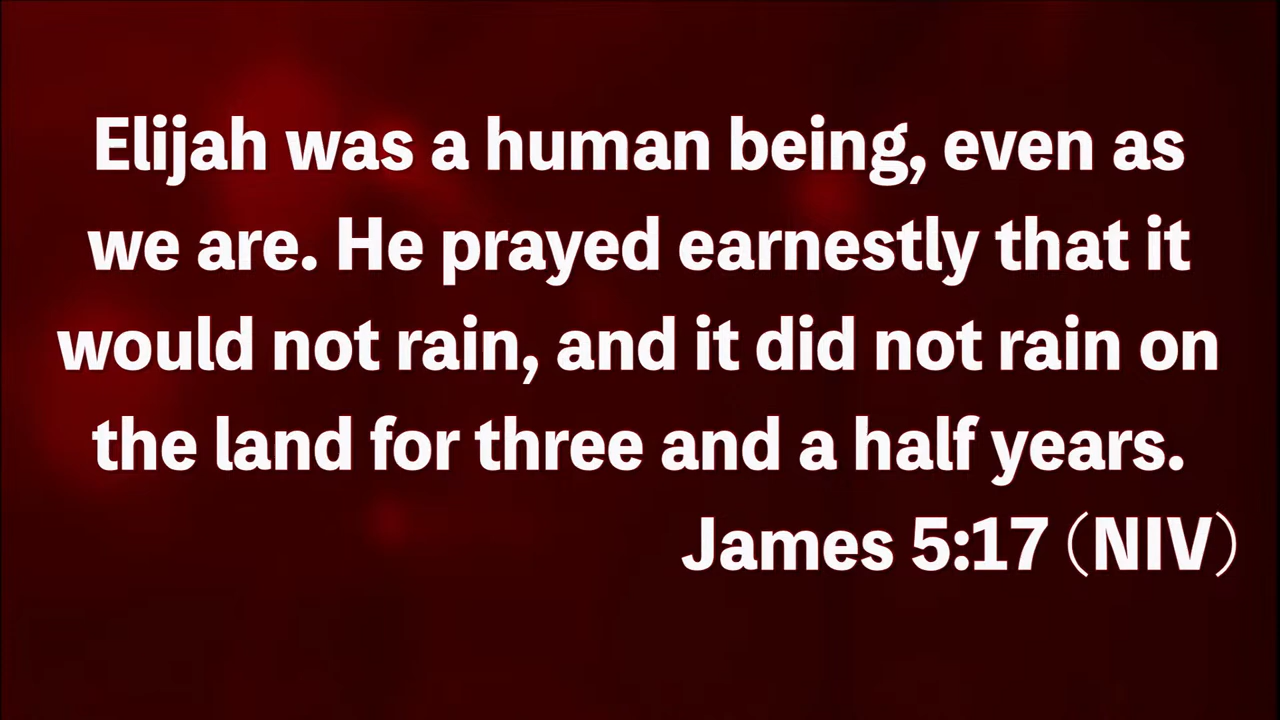 Elijah was a human being, even as
we are. He prayed earnestly that it
would not rain, and it did not rain on
the land for three and a half years.
James 5:17 (NIV)